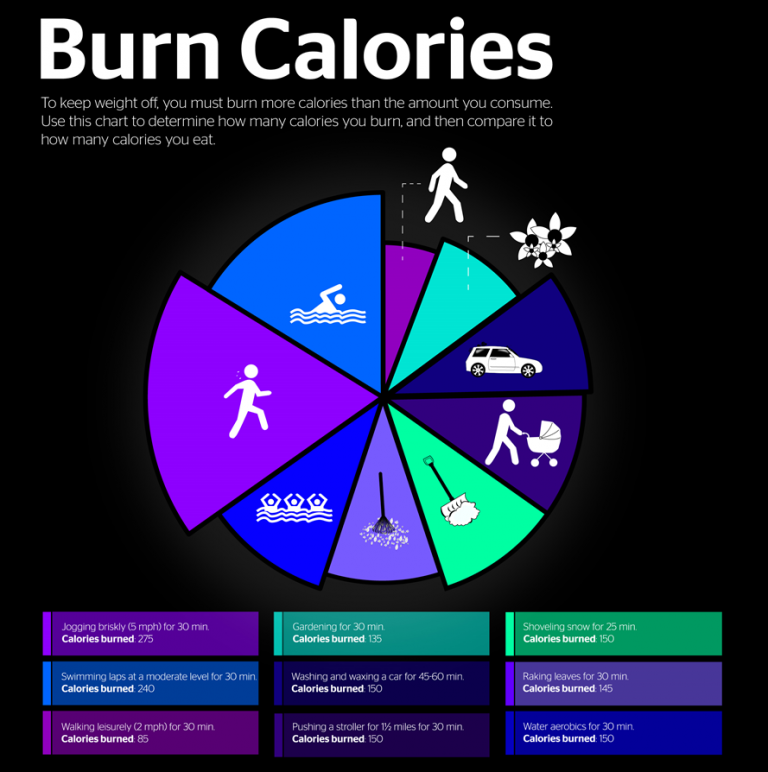 Burn Calories
To keep weight off, you must burn more calories than the amount you consume.
Use this chart to determine how many calories you burn, and then compare it to
how many calories you eat.
Jogging briskly (5 mph) for 30 min.
Calories burned: 275
Gardening for 30 min.
Calories burned: 135
Shoveling snow for 25 min.
Calories burned: 150
Swimming laps at a moderate level for 30 min.
Calories burned: 240
Washing and waxing a car for 45-60 min.
Calories burned: 150
Raking leaves for 30 min.
Calories burned: 145
Walking leisurely (2 mph) for 30 min.
Calories burned: 85
Pushing a stroller for 1½ miles for 30 min.
Calories burned: 150
Water aerobics for 30 min.
Calories burned: 150